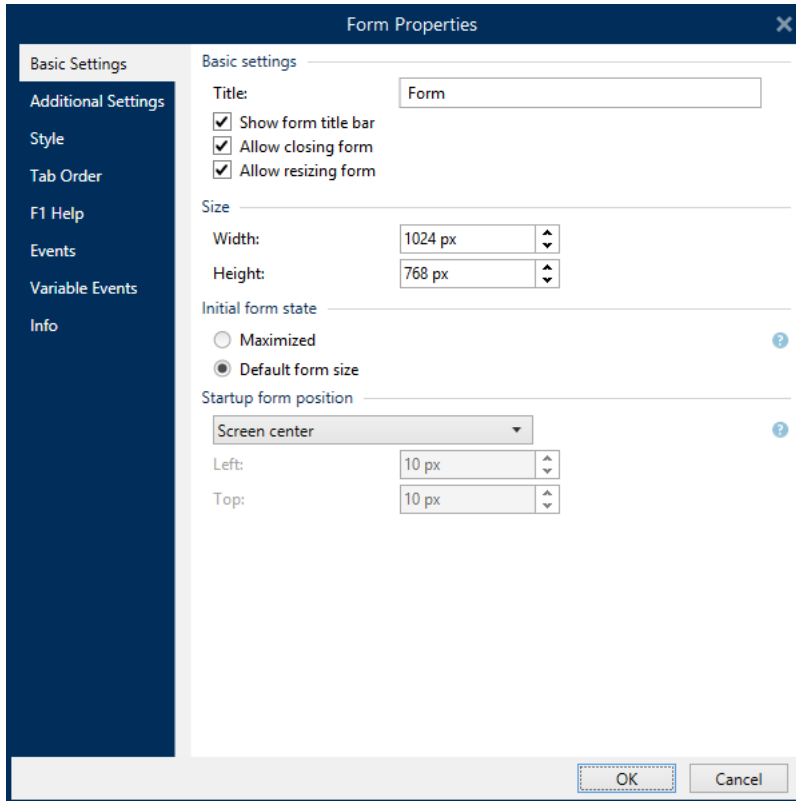 Form Properties
Basic Settings
Additional Settings
Style
Tab Order
F1 Help
Events
Variable Events
Info
Basic settings
Title: Form
Show form title bar
Allow closing form
Allow resizing form
Size
Width: 1024 px
Height: 768 px
Initial form state
Maximized
?
Default form size
Startup form position
Screen center
?
Left: 10 px
Top: 10 px
OK Cancel